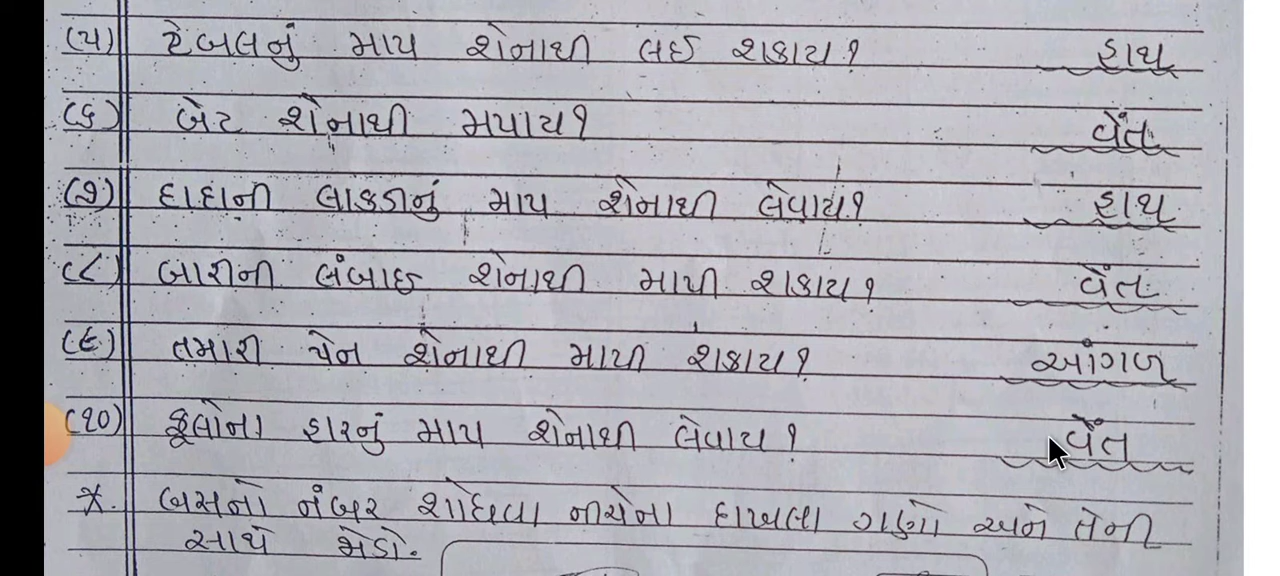 (૫) ટેબલનું માપ શેનાથી લઈ શકાય? હાથ
(૬) બેટ શેનાથી મપાય? વેંત
(૭) દાદાની લાકડીનું માપ શેનાથી લેવાય? હાથ
(૮) બારીની લંબાઈ શેનાથી માપી શકાય? વેંત
(૯) તમારી પેન શેનાથી માપી શકાય? આંગળ
(૧૦) ફૂલોના હારનું માપ શેનાથી લેવાય? વેંત
*. બસનો નંબર શોધવા નીચેના દાખલા ગણો અને તેની
સાથે જોડો.